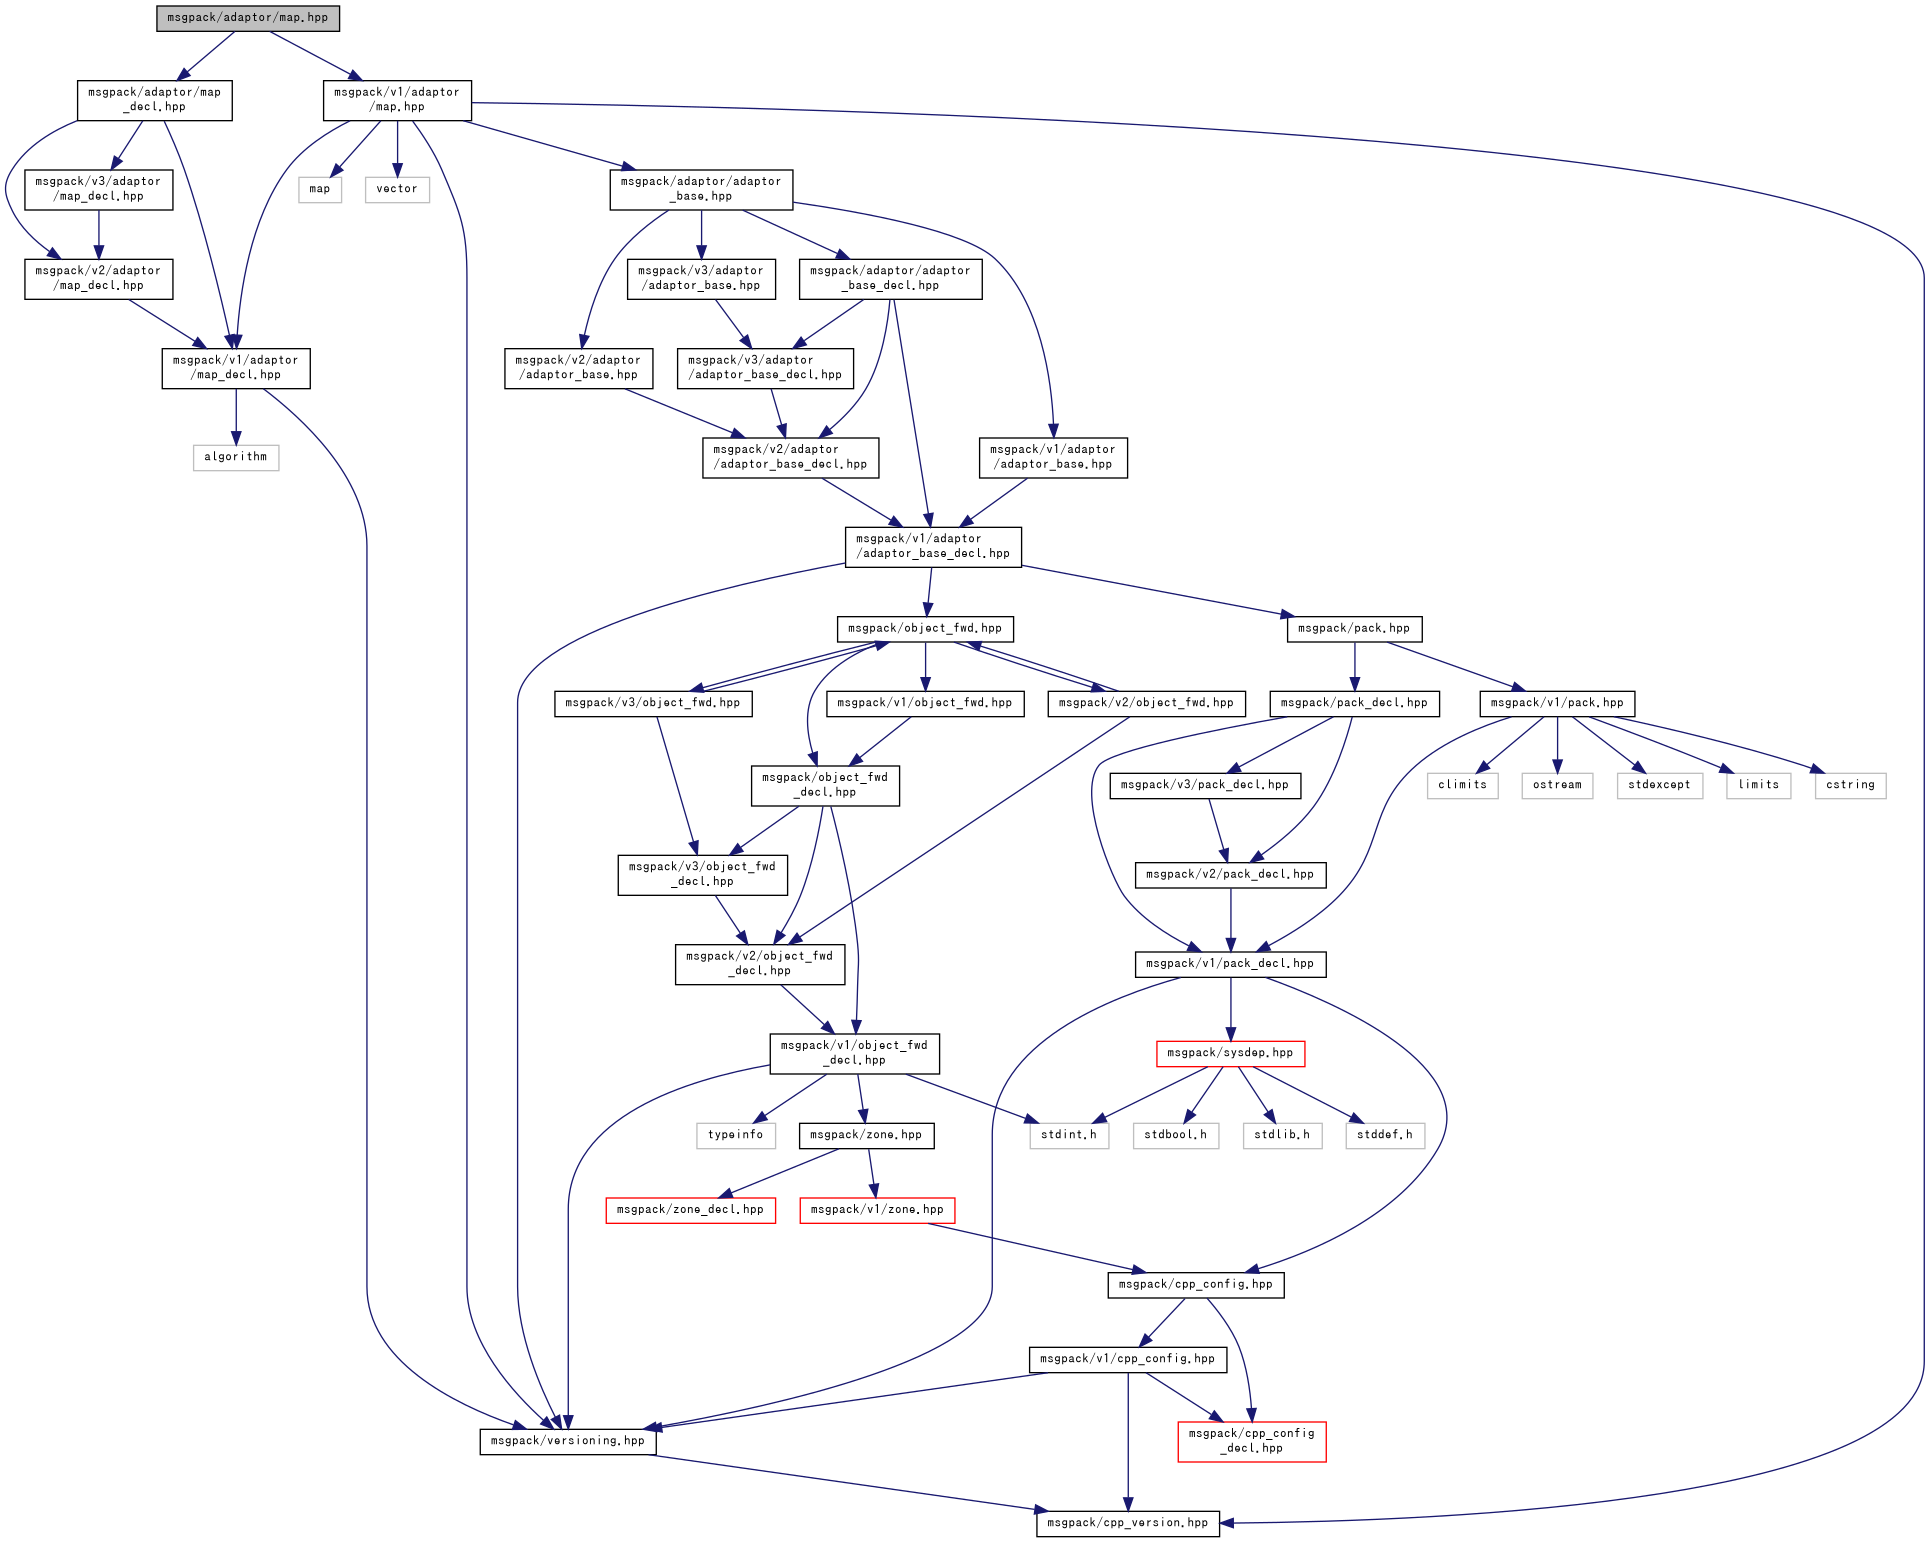 msgpack/adaptor/map.hpp
msgpack/adaptor/map
_decl.hpp
msgpack/v1/adaptor
/map.hpp
msgpack/v3/adaptor
/map_decl.hpp
map
vector
msgpack/adaptor/adaptor
_base.hpp
msgpack/v2/adaptor
/map_decl.hpp
msgpack/v3/adaptor
/adaptor_base.hpp
msgpack/adaptor/adaptor
_base_decl.hpp
msgpack/v1/adaptor
/map_decl.hpp
msgpack/v2/adaptor
/adaptor_base.hpp
msgpack/v3/adaptor
/adaptor_base_decl.hpp
algorithm
msgpack/v2/adaptor
/adaptor_base_decl.hpp
msgpack/v1/adaptor
/adaptor_base.hpp
msgpack/v1/adaptor
/adaptor_base_decl.hpp
msgpack/object_fwd.hpp
msgpack/pack.hpp
msgpack/v3/object_fwd.hpp
msgpack/v1/object_fwd.hpp
msgpack/v2/object_fwd.hpp
msgpack/pack_decl.hpp
msgpack/v1/pack.hpp
msgpack/object_fwd
_decl.hpp
msgpack/v3/pack_decl.hpp
climits
ostream
stdexcept
limits
cstring
msgpack/v3/object_fwd
_decl.hpp
msgpack/v2/pack_decl.hpp
msgpack/v2/object_fwd
_decl.hpp
msgpack/v1/pack_decl.hpp
msgpack/v1/object_fwd
_decl.hpp
msgpack/sysdep.hpp
typeinfo
msgpack/zone.hpp
stdint.h
stdbool.h
stdlib.h
stddef.h
msgpack/zone_decl.hpp
msgpack/v1/zone.hpp
msgpack/cpp_config.hpp
msgpack/v1/cpp_config.hpp
msgpack/versioning.hpp
msgpack/cpp_config
_decl.hpp
msgpack/cpp_version.hpp